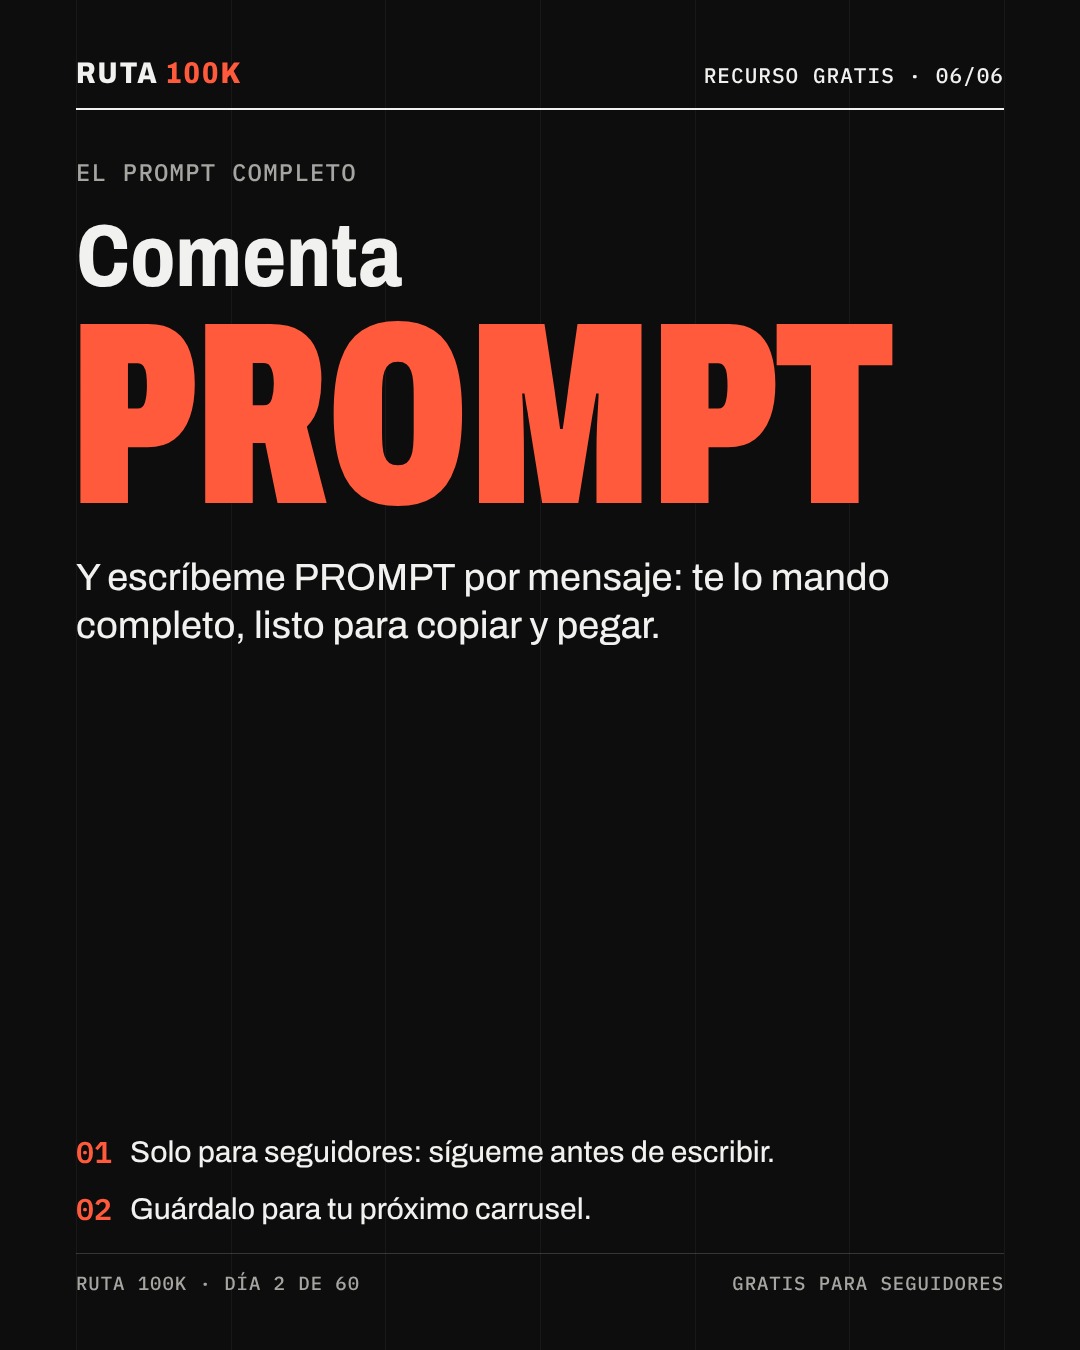 RUTA 100K
RECURSO GRATIS · 06/06
EL PROMPT COMPLETO
Comenta
PROMPT
Y escríbeme PROMPT por mensaje: te lo mando
completo, listo para copiar y pegar.
01 Solo para seguidores: sígueme antes de escribir.
02 Guárdalo para tu próximo carrusel.
RUTA 100K · DÍA 2 DE 60
GRATIS PARA SEGUIDORES